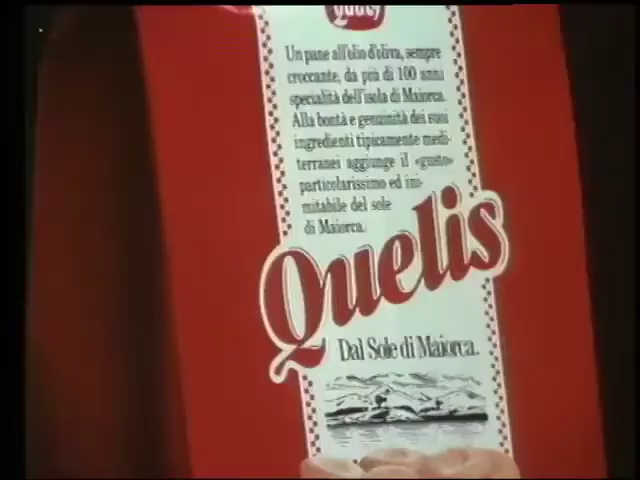 Quely
Un pane all'olio d'oliva, sempre
croccante, da più di 100 anni
specialità dell'isola di Maiorca.
Alla bontà e genuinità dei suoi
ingredienti tipicamente medi-
terranei aggiunge il «gusto»
particolarissimo ed ini-
mitabile del sole
di Maiorca.
Quelis
Dal Sole di Maiorca.